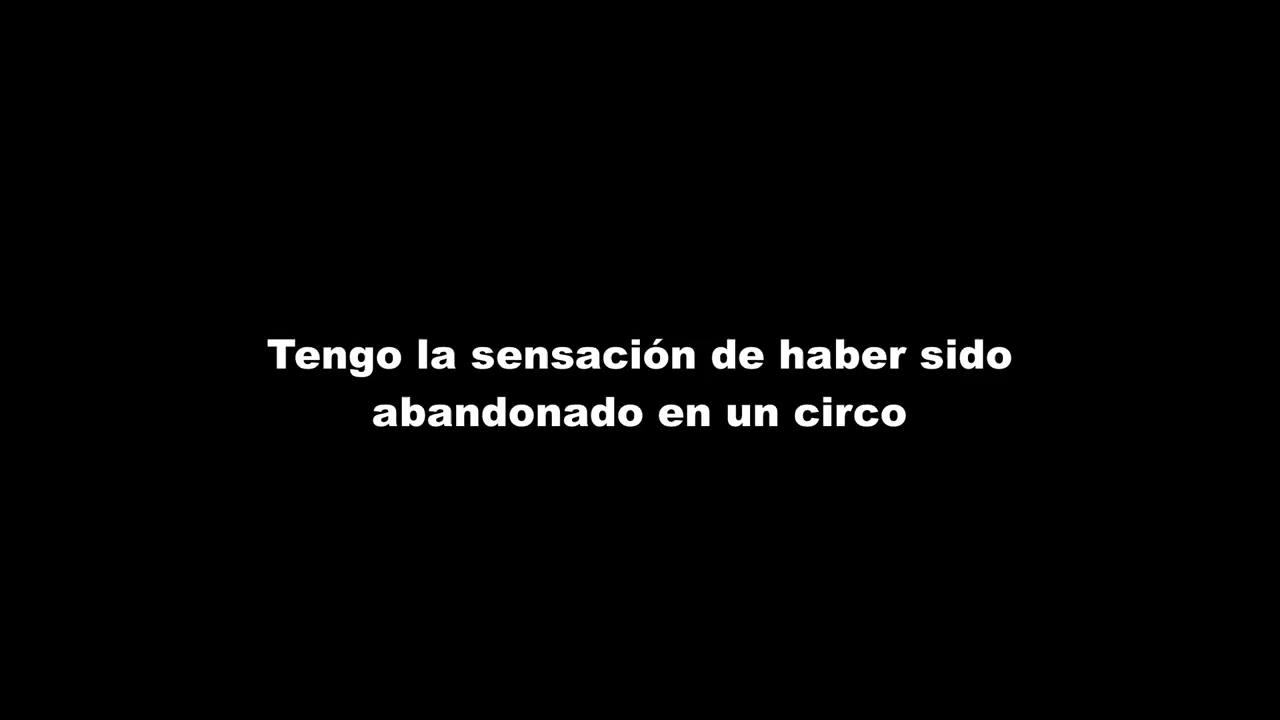 Tengo la sensación de haber sido
abandonado en un circo